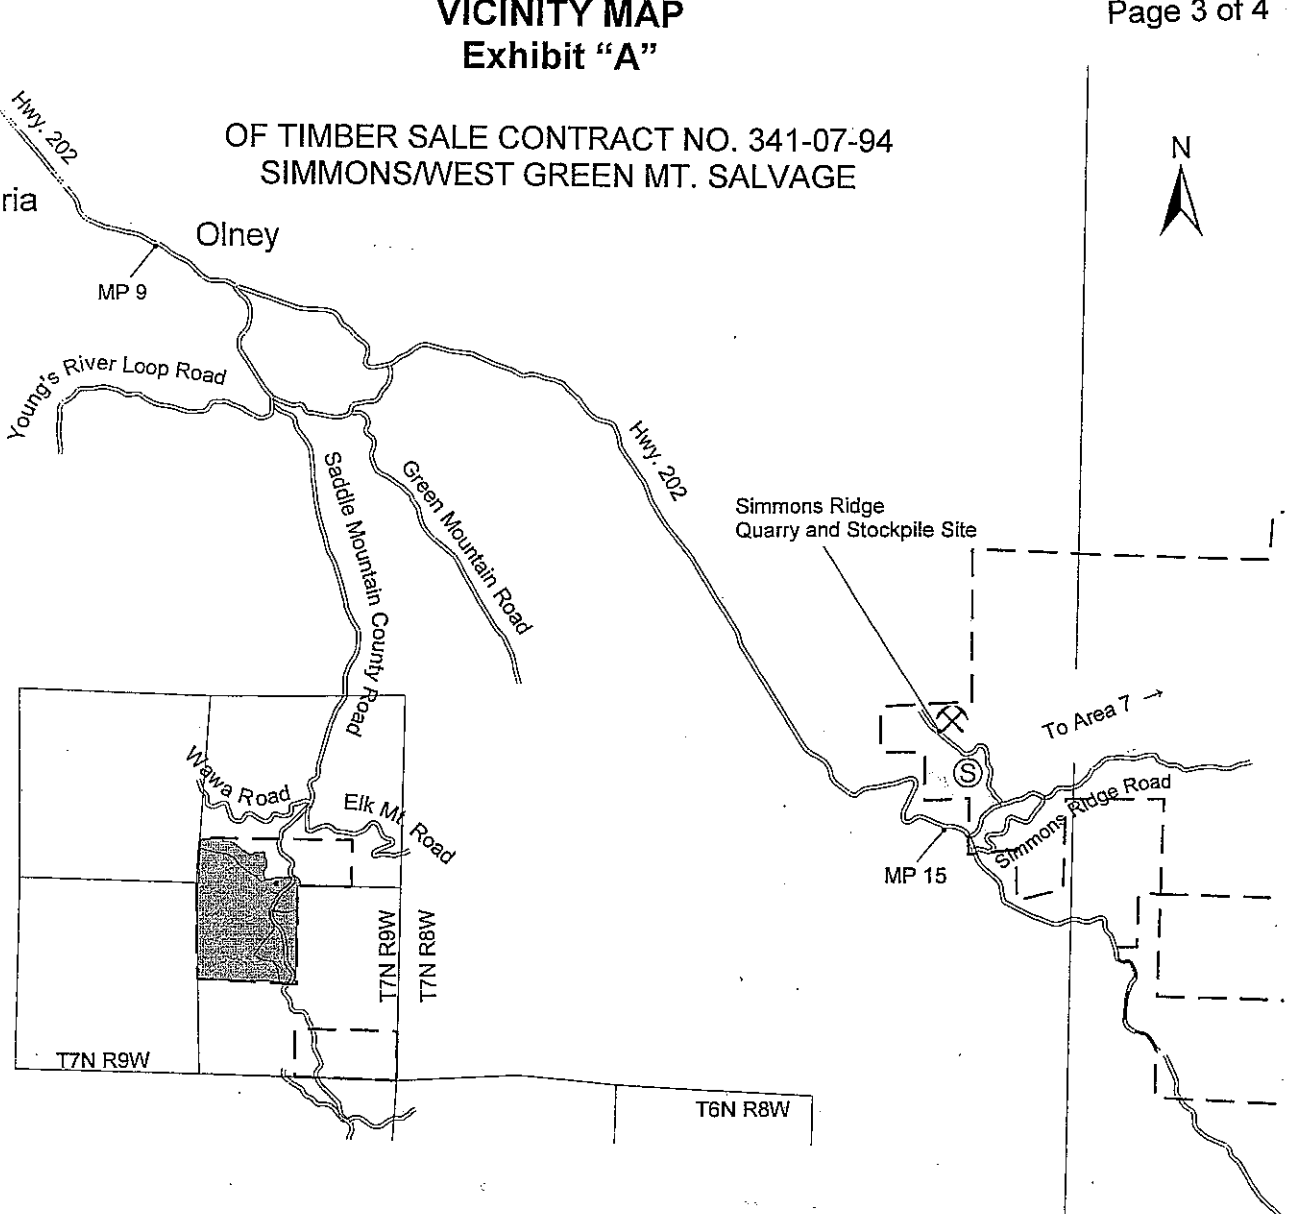 VICINITY MAP
Page 3 of 4
Exhibit “A”
OF TIMBER SALE CONTRACT NO. 341-07-94
SIMMONS/WEST GREEN MT. SALVAGE
Hwy. 202
N
ria
Olney
MP 9
Young's River Loop Road
Hwy. 202
Saddle Mountain County Road
Green Mountain Road
Simmons Ridge
Quarry and Stockpile Site
To Area 7 →
Wawa Road
Elk Mt. Road
S
Simmons Ridge Road
MP 15
T7N R9W
T7N R8W
T7N R9W
T6N R8W